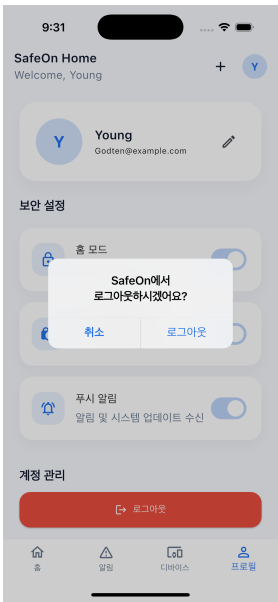 9:31
SafeOn Home
Welcome, Young
Y
Y
Young
Godten@example.com
보안 설정
홈 모드
SafeOn에서
로그아웃하시겠어요?
취소
로그아웃
푸시 알림
알림 및 시스템 업데이트 수신
계정 관리
로그아웃
홈
알림
디바이스
프로필